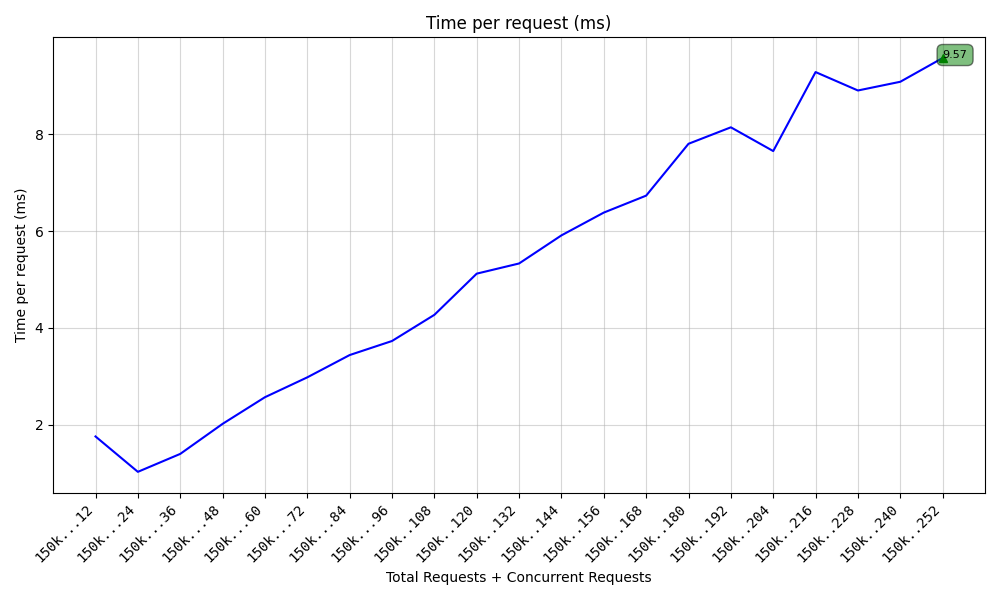 Time per request (ms)
9.57
Time per request (ms)
8
6
4
2
150k...12
150k...24
150k...36
150k...48
150k...60
150k...72
150k...84
150k...96
150k..108
150k..120
150k..132
150k..144
150k..156
150k..168
150k..180
150k..192
150k..204
150k..216
150k..228
150k..240
150k..252
Total Requests + Concurrent Requests